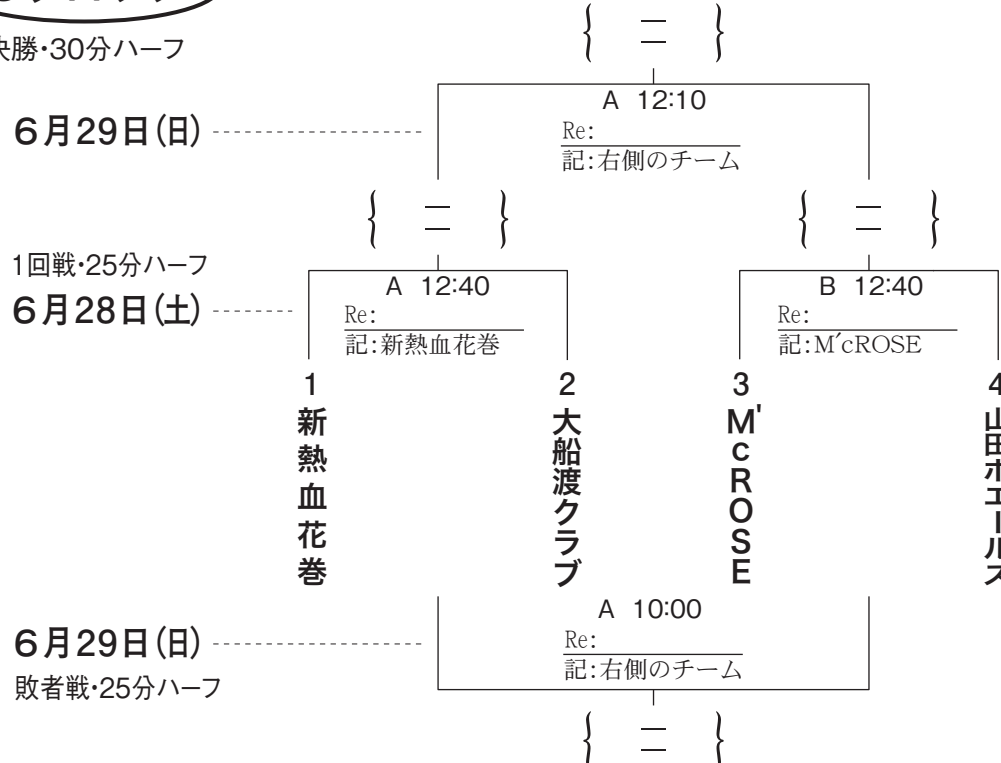 決勝・30分ハーフ
A 12:10
6月29日(日)
Re:
記:右側のチーム
1回戦・25分ハーフ
A 12:40
B 12:40
6月28日(土)
Re:
Re:
記:新熱血花巻
記:M'cROSE
1
新熱血花巻
2
大船渡クラブ
3
M'cROSE
4
山田ホエールズ
A 10:00
6月29日(日)
Re:
記:右側のチーム
敗者戦・25分ハーフ